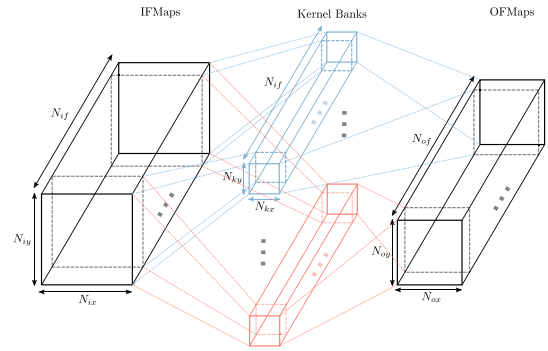 IFMaps
Kernel Banks
OFMaps
N_{if}
N_{if}
N_{of}
N_{ky}
N_{kx}
N_{iy}
N_{oy}
N_{ix}
N_{ox}